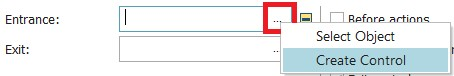 Entrance:
...
Before actions
Select Object
Exit:
...
Create Control